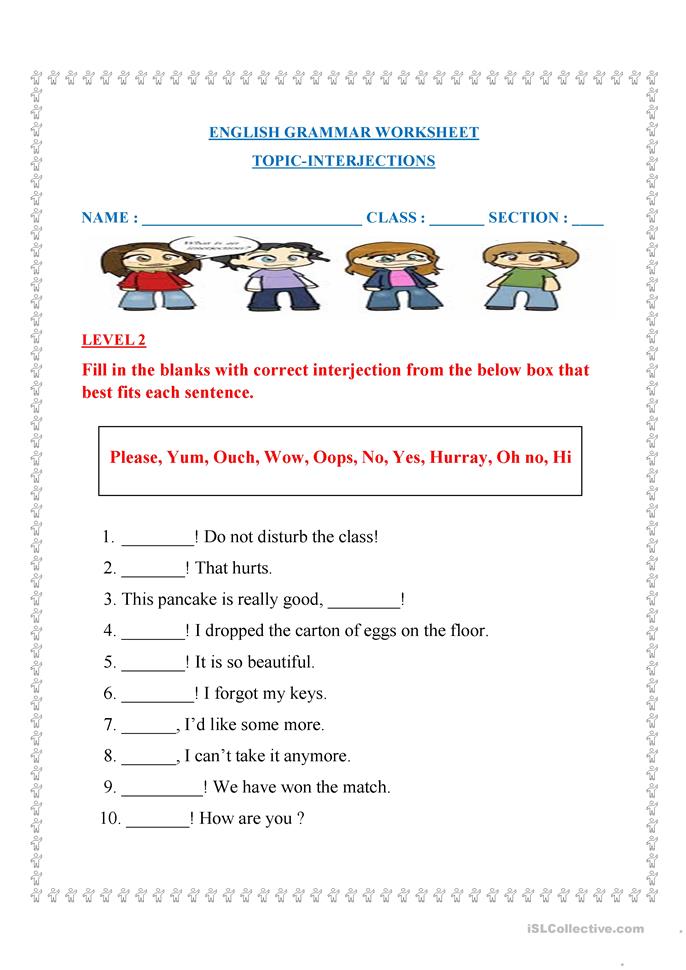 ENGLISH GRAMMAR WORKSHEET
TOPIC-INTERJECTIONS
NAME : ___________________________ CLASS : _______ SECTION : ____
What is an
interjection?
LEVEL 2
Fill in the blanks with correct interjection from the below box that
best fits each sentence.
Please, Yum, Ouch, Wow, Oops, No, Yes, Hurray, Oh no, Hi
1. ________! Do not disturb the class!
2. _______! That hurts.
3. This pancake is really good, ________!
4. _______! I dropped the carton of eggs on the floor.
5. _______! It is so beautiful.
6. ________! I forgot my keys.
7. ______, I’d like some more.
8. ______, I can’t take it anymore.
9. _________! We have won the match.
10. _______! How are you ?
iSLCollective.com